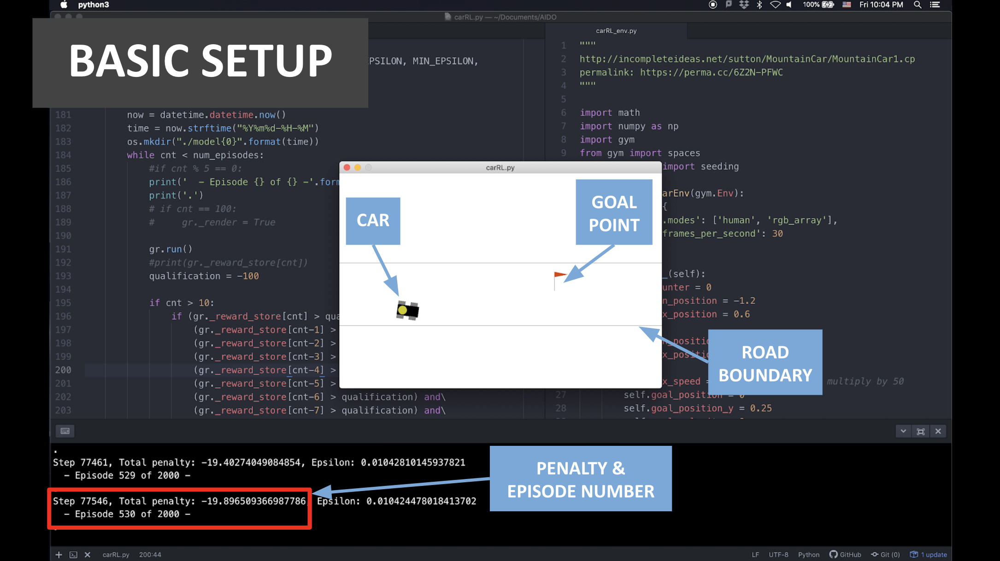 python3
100%
Fri 10:04 PM
carRL.py — ~/Documents/AIDO
BASIC SETUP
PSILON, MIN_EPSILON,
181 now = datetime.datetime.now()
182 time = now.strftime("%Y%m%d-%H-%M")
183 os.mkdir("./model{0}".format(time))
184 while cnt < num_episodes:
185 #if cnt % 5 == 0:
186 print('  - Episode {} of {} -'.form
187 print('.')
188 # if cnt == 100:
189 #     gr._render = True
190
191 gr.run()
192 #print(gr._reward_store[cnt])
193 qualification = -100
194
195 if cnt > 10:
196 if (gr._reward_store[cnt] > qua
197 (gr._reward_store[cnt-1] >
198 (gr._reward_store[cnt-2] >
199 (gr._reward_store[cnt-3] >
200 (gr._reward_store[cnt-4] >
201 (gr._reward_store[cnt-5] >
202 (gr._reward_store[cnt-6] > qualification) and\
203 (gr._reward_store[cnt-7] > qualification) and\
carRL_env.py
1 """
2 http://incompleteideas.net/sutton/MountainCar/MountainCar1.cp
3 permalink: https://perma.cc/6Z2N-PFWC
4 """
5
6 import math
7 import numpy as np
8 import gym
9 from gym import spaces
import seeding
arEnv(gym.Env):
{
.modes': ['human', 'rgb_array'],
frames_per_second': 30
_(self):
unter = 0
n_position = -1.2
x_position = 0.6
n_positio
x_positio
x_speed =
multiply by 50
27 self.goal_position = 0
28 self.goal_position_y = 0.25
carRL.py
CAR
GOAL
POINT
ROAD
BOUNDARY
.
Step 77461, Total penalty: -19.40274049084854, Epsilon: 0.01042810145937821
- Episode 529 of 2000 -
Step 77546, Total penalty: -19.896509366987786, Epsilon: 0.010424478018413702
- Episode 530 of 2000 -
PENALTY &
EPISODE NUMBER
carRL.py 200:44
LF UTF-8 Python GitHub Git (0) 1 update